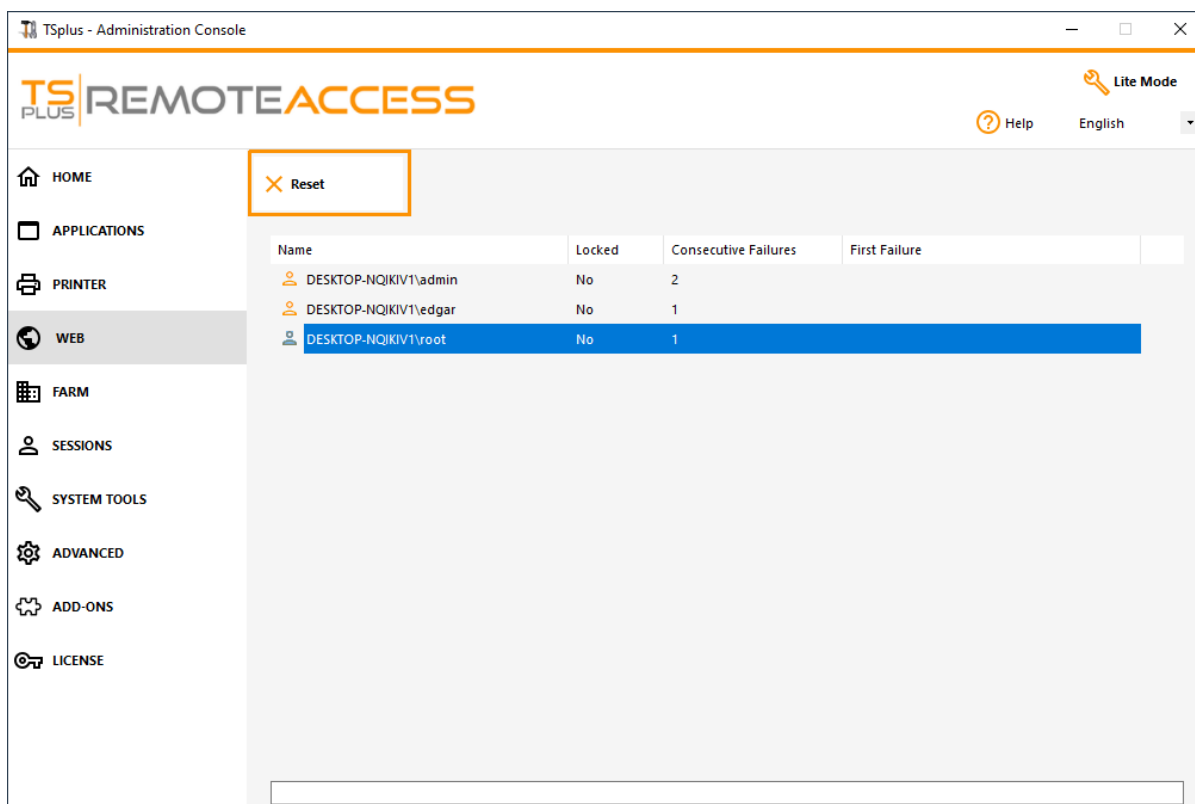 TSplus - Administration Console
TS PLUS REMOTEACCESS
Lite Mode
Help English
HOME
APPLICATIONS
PRINTER
WEB
FARM
SESSIONS
SYSTEM TOOLS
ADVANCED
ADD-ONS
LICENSE
Reset
Name Locked Consecutive Failures First Failure
DESKTOP-NQIKIV1\admin No 2
DESKTOP-NQIKIV1\edgar No 1
DESKTOP-NQIKIV1\root No 1